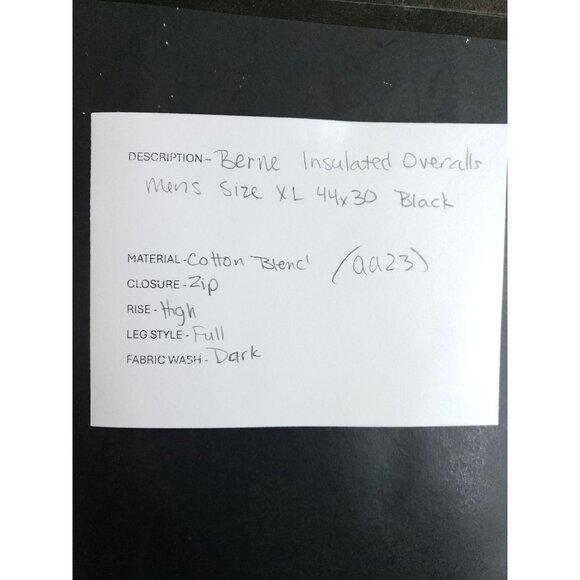 DESCRIPTION - Berne Insulated Overalls
Mens Size XL 44x30 Black
MATERIAL - Cotton Blend (aa23)
CLOSURE - Zip
RISE - High
LEG STYLE - Full
FABRIC WASH - Dark